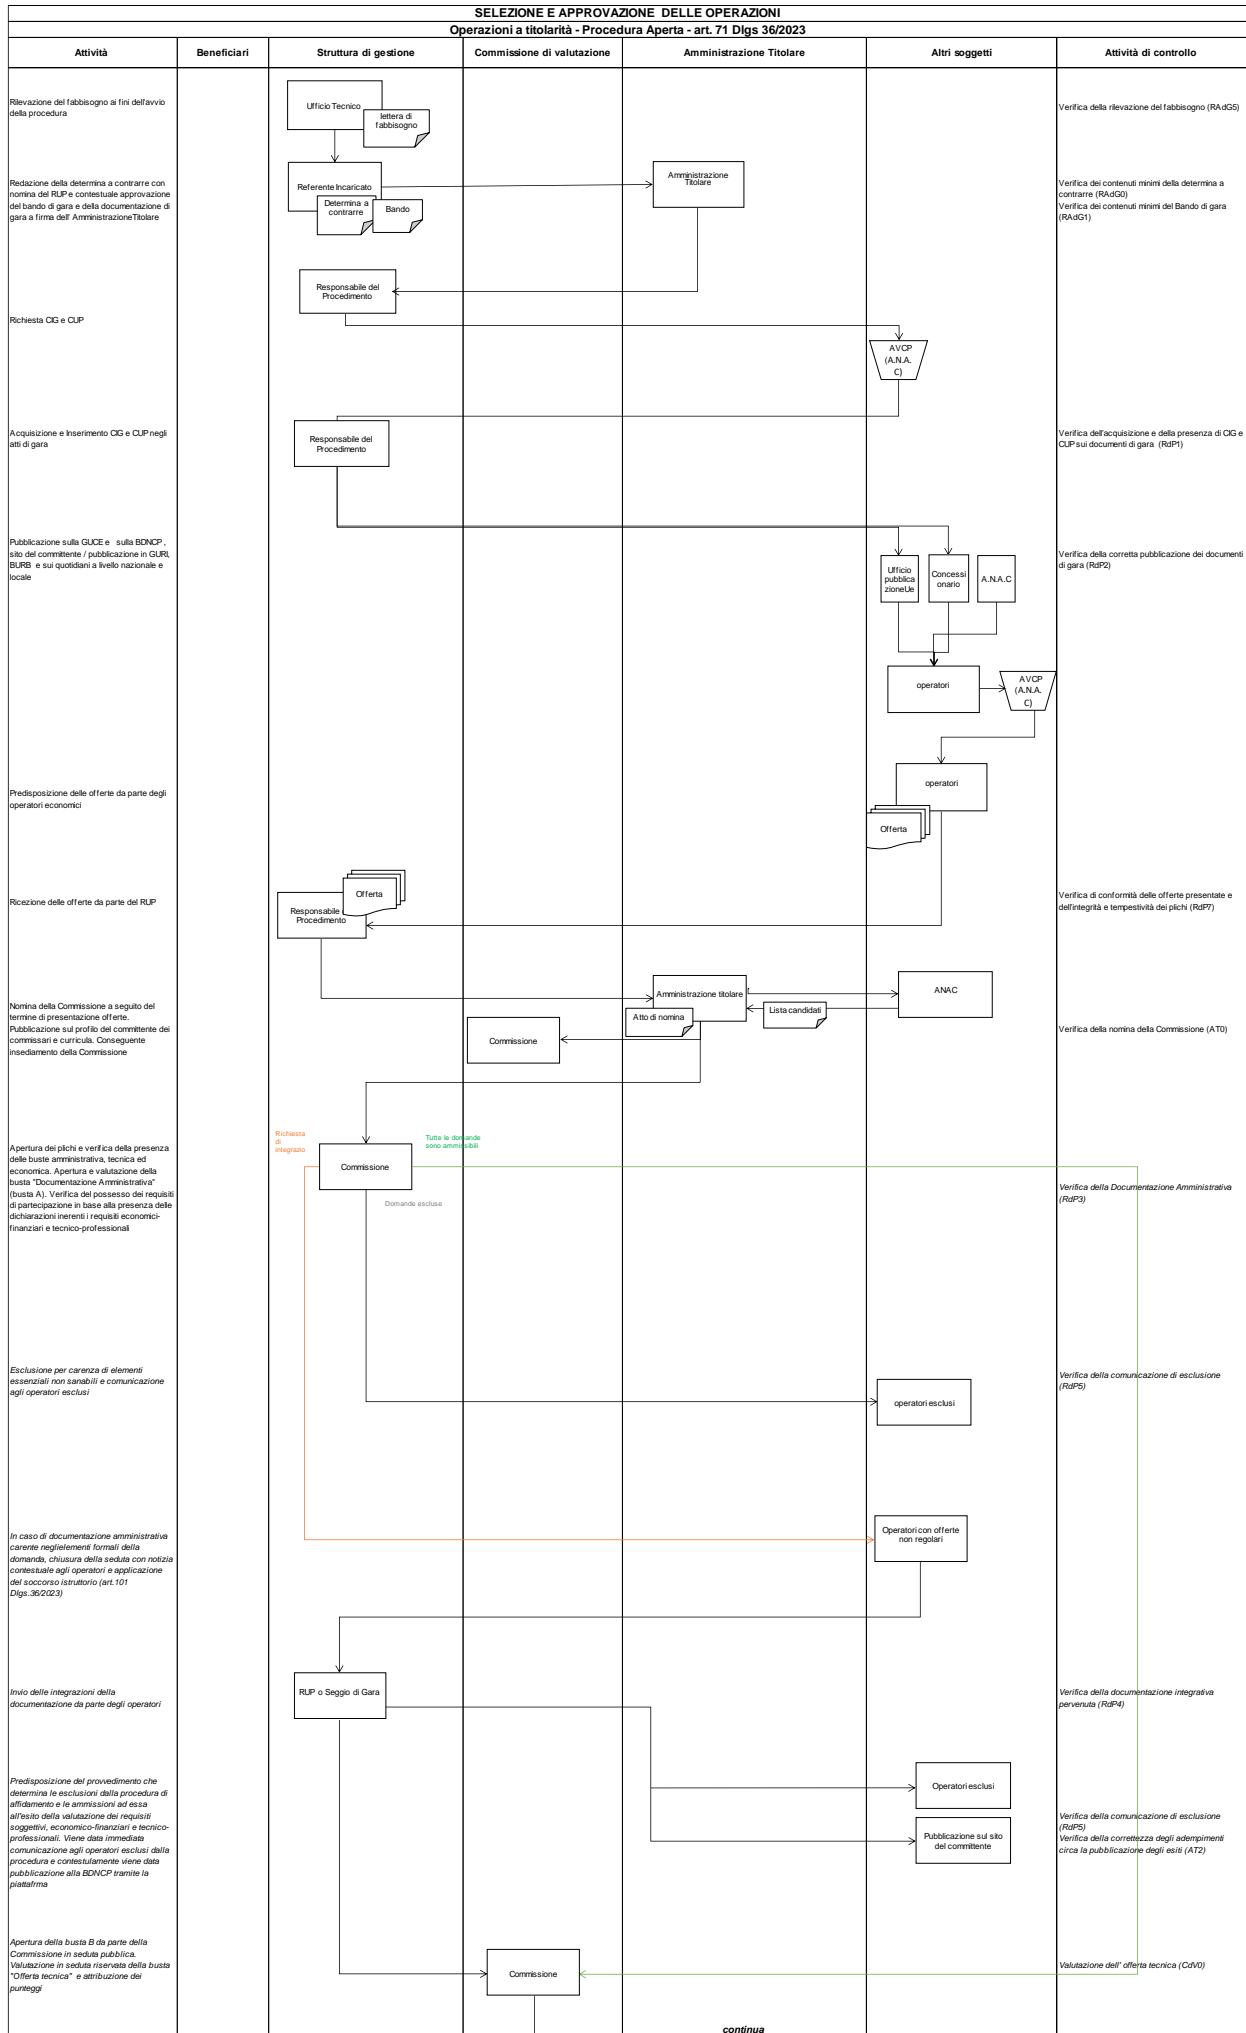 SELEZIONE E APPROVAZIONE DELLE OPERAZIONI
Operazioni a titolarità - Procedura Aperta - art. 71 Dlgs 36/2023
Attività
Beneficiari
Struttura di gestione
Commissione di valutazione
Amministrazione Titolare
Altri soggetti
Attività di controllo
Rilevazione del fabbisogno ai fini dell'avvio
della procedura
Ufficio Tecnico
lettera di
fabbisogno
Verifica della rilevazione del fabbisogno (RAdG5)
Redazione della determina a contrarre con
nomina del RUP e contestuale approvazione
del bando di gara e della documentazione di
gara a firma dell' AmministrazioneTitolare
Referente Incaricato
Determina a
contrarre
Bando
Amministrazione
Titolare
Verifica dei contenuti minimi della determina a
contrarre (RAdG0)
Verifica dei contenuti minimi del Bando di gara
(RAdG1)
Responsabile del
Procedimento
Richiesta CIG e CUP
AVCP
(A.N.A.
C)
Acquisizione e Inserimento CIG e CUP negli
atti di gara
Responsabile del
Procedimento
Verifica dell'acquisizione e della presenza di CIG e
CUP sui documenti di gara (RdP1)
Pubblicazione sulla GUCE e sulla BDNCP ,
sito del committente / pubblicazione in GURI,
BURB e sui quotidiani a livello nazionale e
locale
Ufficio
pubblica
zioneUe
Concessi
onario
A.N.A.C
Verifica della corretta pubblicazione dei documenti
di gara (RdP2)
operatori
AVCP
(A.N.A.
C)
Predisposizione delle offerte da parte degli
operatori economici
operatori
Offerta
Ricezione delle offerte da parte del RUP
Offerta
Responsabile
Procedimento
Verifica di conformità delle offerte presentate e
dell'integrità e tempestività dei plichi (RdP7)
Nomina della Commissione a seguito del
termine di presentazione offerte.
Pubblicazione sul profilo del committente dei
commissari e curricula. Conseguente
insediamento della Commissione
Commissione
Amministrazione titolare
Atto di nomina
Lista candidati
ANAC
Verifica della nomina della Commissione (AT0)
Apertura dei plichi e verifica della presenza
delle buste amministrativa, tecnica ed
economica. Apertura e valutazione della
busta "Documentazione Amministrativa"
(busta A). Verifica del possesso dei requisiti
di partecipazione in base alla presenza delle
dichiarazioni inerenti i requisiti economici-
finanziari e tecnico-professionali
Richiesta
di
integrazio
Tutte le domande
sono ammissibili
Commissione
Domande escluse
Verifica della Documentazione Amministrativa
(RdP3)
Esclusione per carenza di elementi
essenziali non sanabili e comunicazione
agli operatori esclusi
operatori esclusi
Verifica della comunicazione di esclusione
(RdP5)
In caso di documentazione amministrativa
carente neglielementi formali della
domanda, chiusura della seduta con notizia
contestuale agli operatori e applicazione
del soccorso istruttorio (art.101
Dlgs.36/2023)
Operatori con offerte
non regolari
Invio delle integrazioni della
documentazione da parte degli operatori
RUP o Seggio di Gara
Verifica della documentazione integrativa
pervenuta (RdP4)
Predisposizione del provvedimento che
determina le esclusioni dalla procedura di
affidamento e le ammissioni ad essa
all'esito della valutazione dei requisiti
soggettivi, economico-finanziari e tecnico-
professionali. Viene data immediata
comunicazione agli operatori esclusi dalla
procedura e contestulamente viene data
pubblicazione alla BDNCP tramite la
piattafrma
Operatori esclusi
Pubblicazione sul sito
del committente
Verifica della comunicazione di esclusione
(RdP5)
Verifica della correttezza degli adempimenti
circa la pubblicazione degli esiti (AT2)
Apertura della busta B da parte della
Commissione in seduta pubblica.
Valutazione in seduta riservata della busta
"Offerta tecnica" e attribuzione dei
punteggi
Commissione
Valutazione dell' offerta tecnica (CdV0)
continua